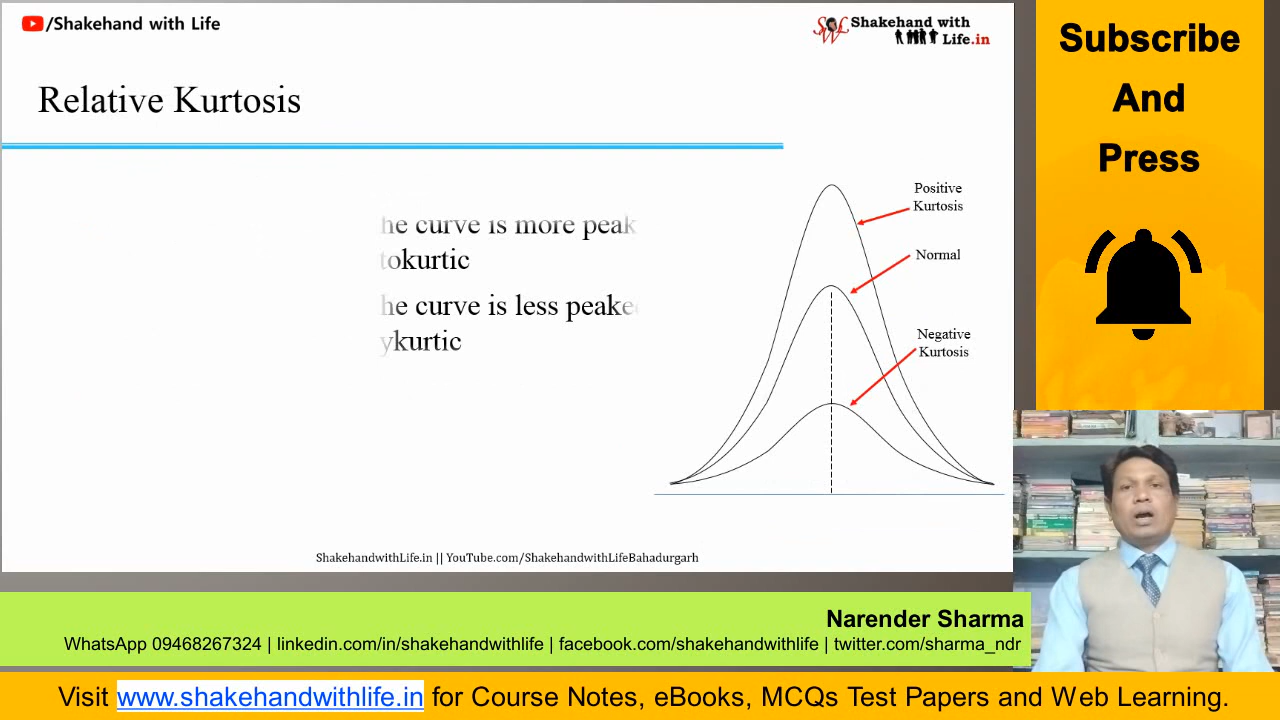 /Shakehand with Life
Shakehand with
Life.in
Relative Kurtosis
he curve is more peak
tokurtic
he curve is less peake
ykurtic
Positive
Kurtosis
Normal
Negative
Kurtosis
ShakehandwithLife.in || YouTube.com/ShakehandwithLifeBahadurgarh
Subscribe
And
Press
Narender Sharma
WhatsApp 09468267324 | linkedin.com/in/shakehandwithlife | facebook.com/shakehandwithlife | twitter.com/sharma_ndr
Visit www.shakehandwithlife.in for Course Notes, eBooks, MCQs Test Papers and Web Learning.